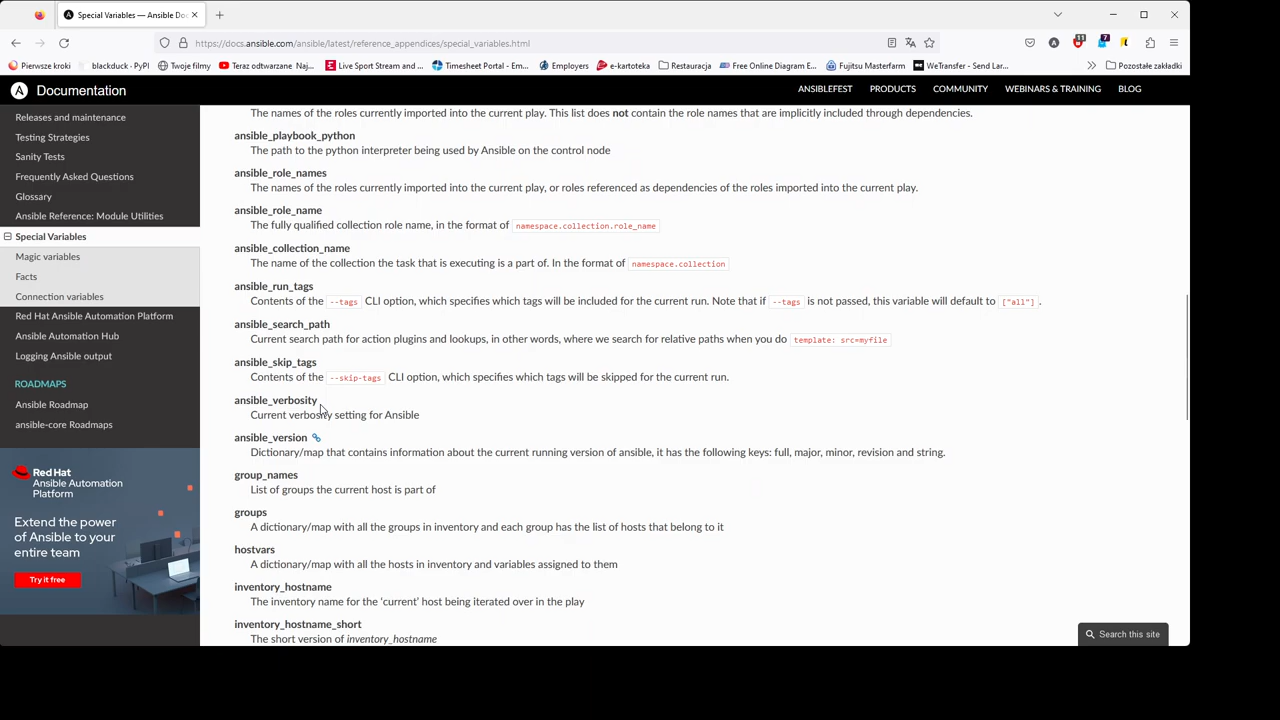 Special Variables — Ansible Doc
https://docs.ansible.com/ansible/latest/reference_appendices/special_variables.html
11
7
Pierwsze kroki
blackduck · PyPI
Twoje filmy
Teraz odtwarzane Naj...
Live Sport Stream and ...
Timesheet Portal - Em...
Employers
e-kartoteka
Restauracja
Free Online Diagram E...
Fujitsu Masterfarm
WeTransfer - Send Lar...
Pozostałe zakładki
A Documentation
ANSIBLEFEST
PRODUCTS
COMMUNITY
WEBINARS & TRAINING
BLOG
Releases and maintenance
Testing Strategies
Sanity Tests
Frequently Asked Questions
Glossary
Ansible Reference: Module Utilities
Special Variables
Magic variables
Facts
Connection variables
Red Hat Ansible Automation Platform
Ansible Automation Hub
Logging Ansible output
ROADMAPS
Ansible Roadmap
ansible-core Roadmaps
Red Hat
Ansible Automation
Platform
Extend the power
of Ansible to your
entire team
Try it free
The names of the roles currently imported into the current play. This list does not contain the role names that are implicitly included through dependencies.
ansible_playbook_python
The path to the python interpreter being used by Ansible on the control node
ansible_role_names
The names of the roles currently imported into the current play, or roles referenced as dependencies of the roles imported into the current play.
ansible_role_name
The fully qualified collection role name, in the format of namespace.collection.role_name
ansible_collection_name
The name of the collection the task that is executing is a part of. In the format of namespace.collection
ansible_run_tags
Contents of the --tags CLI option, which specifies which tags will be included for the current run. Note that if --tags is not passed, this variable will default to ["all"].
ansible_search_path
Current search path for action plugins and lookups, in other words, where we search for relative paths when you do template: src=myfile
ansible_skip_tags
Contents of the --skip-tags CLI option, which specifies which tags will be skipped for the current run.
ansible_verbosity
Current verbosity setting for Ansible
ansible_version
Dictionary/map that contains information about the current running version of ansible, it has the following keys: full, major, minor, revision and string.
group_names
List of groups the current host is part of
groups
A dictionary/map with all the groups in inventory and each group has the list of hosts that belong to it
hostvars
A dictionary/map with all the hosts in inventory and variables assigned to them
inventory_hostname
The inventory name for the ‘current’ host being iterated over in the play
inventory_hostname_short
The short version of inventory_hostname
Search this site